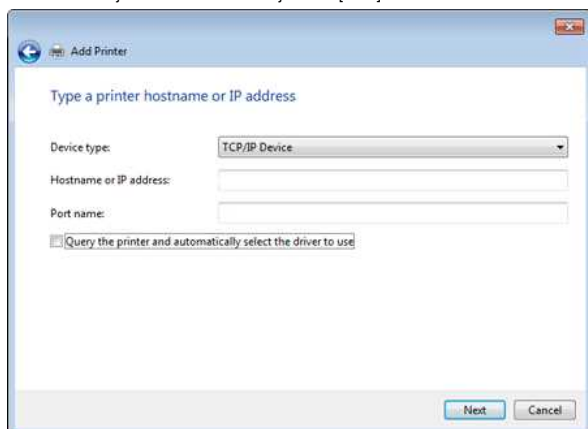 Add Printer
Type a printer hostname or IP address
Device type:
TCP/IP Device
Hostname or IP address:
Port name:
Query the printer and automatically select the driver to use
Next
Cancel